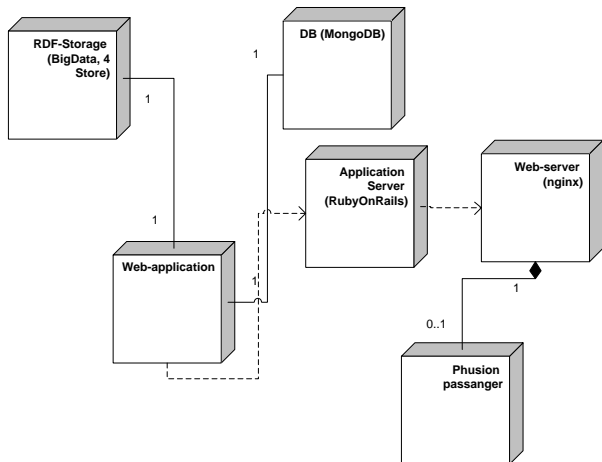 RDF-Storage
(BigData, 4
Store)
1
1
DB (MongoDB)
1
1
Application
Server
(RubyOnRails)
Web-server
(nginx)
Web-application
1
0..1
Phusion
passanger